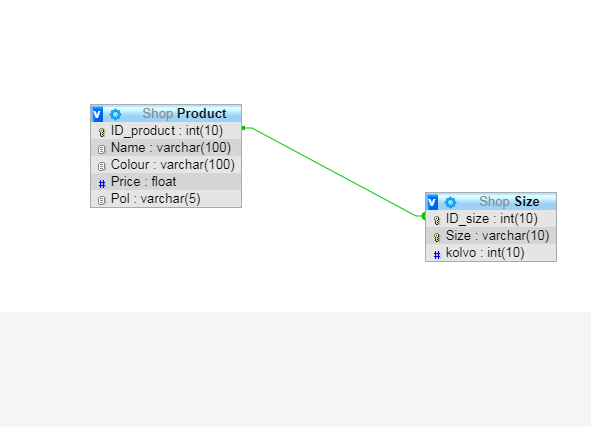 v Shop Product
ID_product : int(10)
Name : varchar(100)
Colour : varchar(100)
# Price : float
Pol : varchar(5)
v Shop Size
ID_size : int(10)
Size : varchar(10)
# kolvo : int(10)